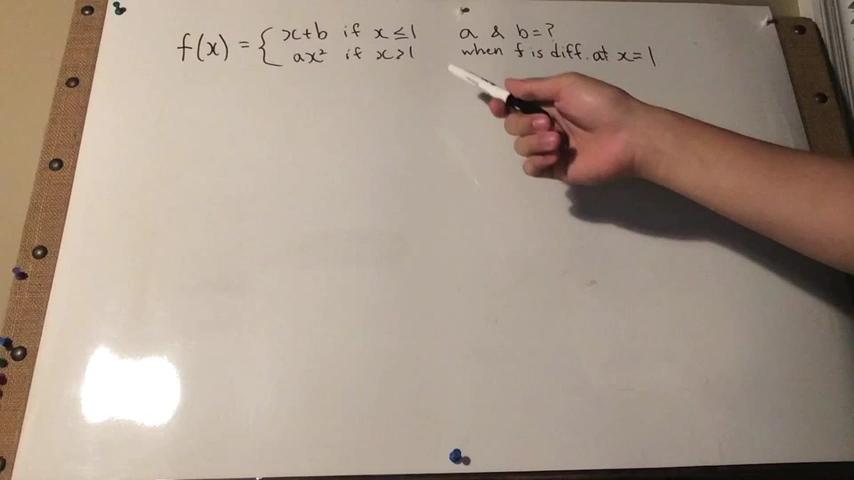 f(x) = { x+b if x≤1 a & b=?
ax² if x>1 when f is diff. at x=1